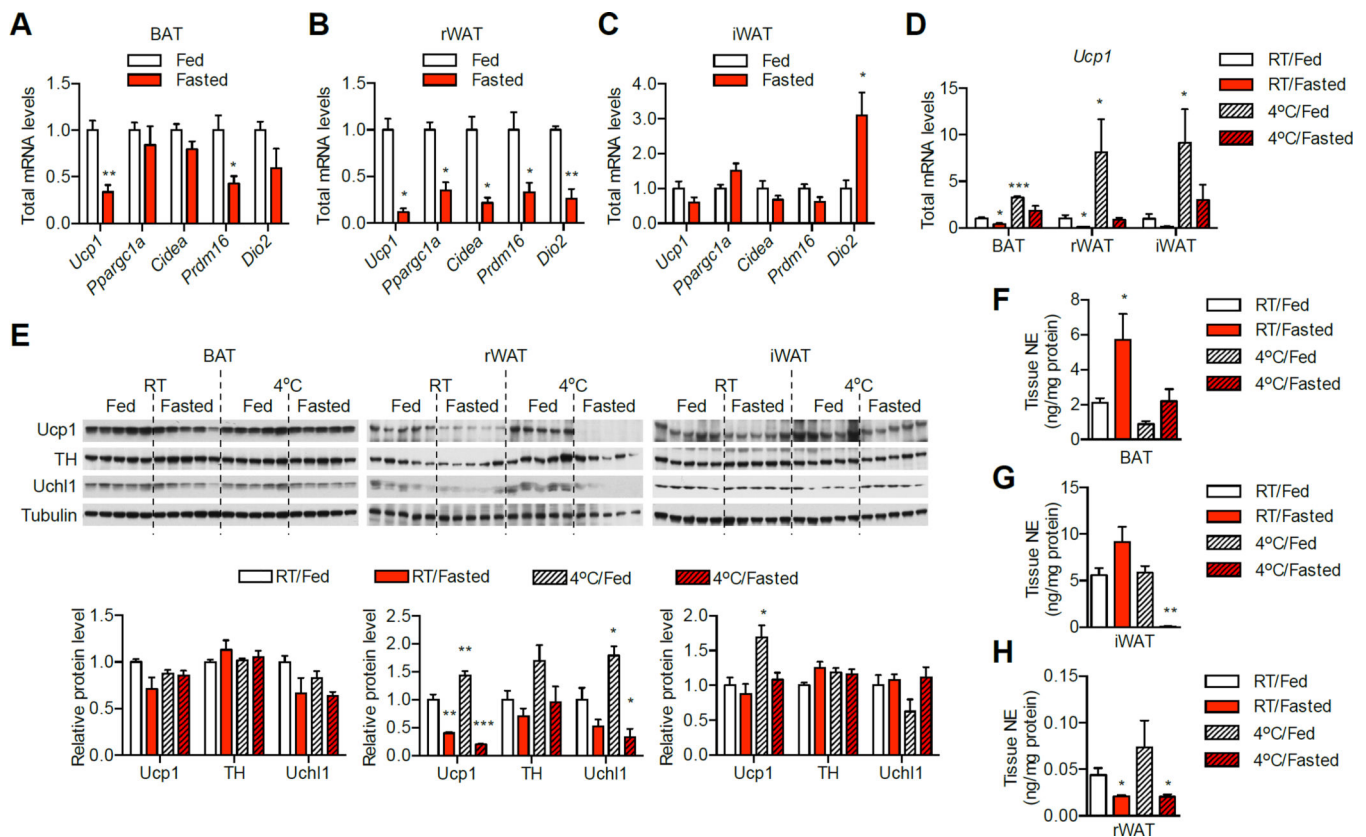 A
BAT
Fed
Fasted
Total mRNA levels
1.5
1.0
0.5
0.0
Ucp1
Ppargc1a
Cidea
Prdm16
Dio2
**
*
B
rWAT
Fed
Fasted
Total mRNA levels
1.5
1.0
0.5
0.0
Ucp1
Ppargc1a
Cidea
Prdm16
Dio2
*
*
*
*
**
C
iWAT
Fed
Fasted
Total mRNA levels
4.0
3.0
2.0
1.0
0.0
Ucp1
Ppargc1a
Cidea
Prdm16
Dio2
*
D
Ucp1
RT/Fed
RT/Fasted
4ºC/Fed
4ºC/Fasted
Total mRNA levels
15
10
5
0
BAT
rWAT
iWAT
*
***
*
*
*
E
BAT
RT
4ºC
Fed
Fasted
Fed
Fasted
rWAT
RT
4ºC
Fed
Fasted
Fed
Fasted
iWAT
RT
4ºC
Fed
Fasted
Fed
Fasted
Ucp1
TH
Uchl1
Tubulin
RT/Fed
RT/Fasted
4ºC/Fed
4ºC/Fasted
Relative protein level
1.5
1.0
0.5
0.0
Ucp1
TH
Uchl1
Relative protein level
2.5
2.0
1.5
1.0
0.5
0.0
Ucp1
TH
Uchl1
**
**
***
*
*
Relative protein level
2.0
1.5
1.0
0.5
0.0
Ucp1
TH
Uchl1
*
F
Tissue NE
(ng/mg protein)
8
6
4
2
0
BAT
*
RT/Fed
RT/Fasted
4ºC/Fed
4ºC/Fasted
G
Tissue NE
(ng/mg protein)
15
10
5
0
iWAT
**
RT/Fed
RT/Fasted
4ºC/Fed
4ºC/Fasted
H
Tissue NE
(ng/mg protein)
0.15
0.10
0.05
0.00
rWAT
*
*
RT/Fed
RT/Fasted
4ºC/Fed
4ºC/Fasted